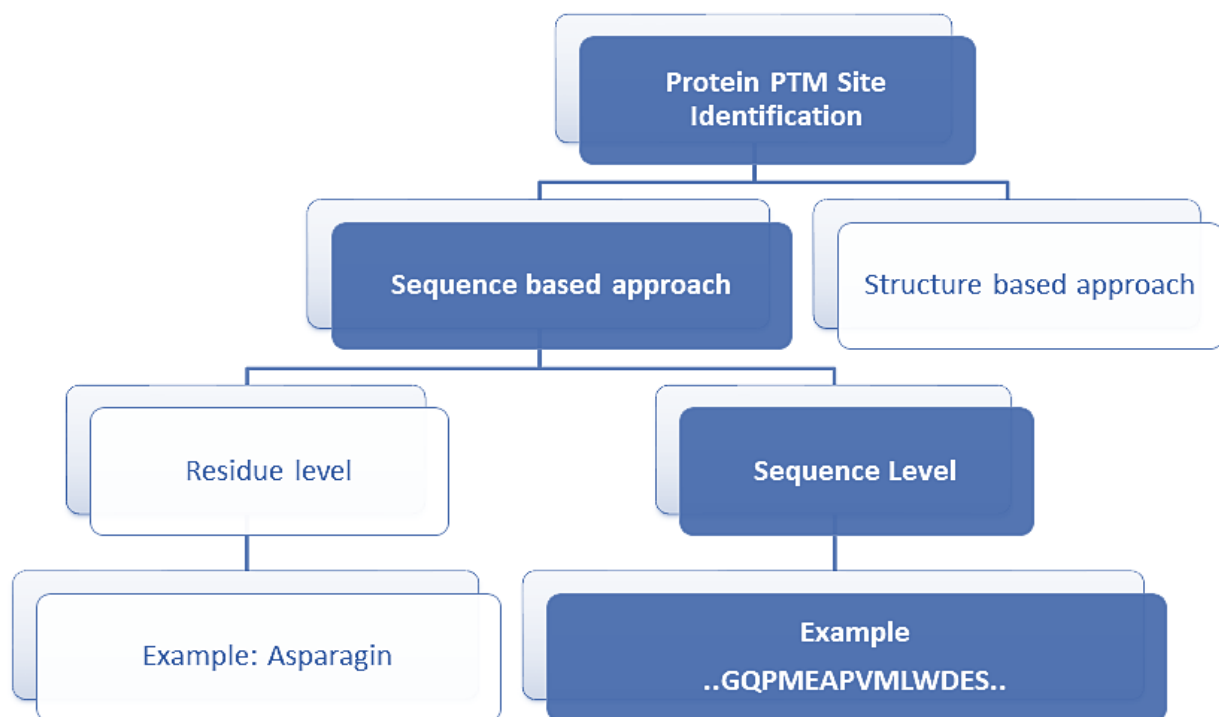 Protein PTM Site
Identification
Sequence based approach
Structure based approach
Residue level
Sequence Level
Example: Asparagin
Example
..GQPMEAPVMLWDES..